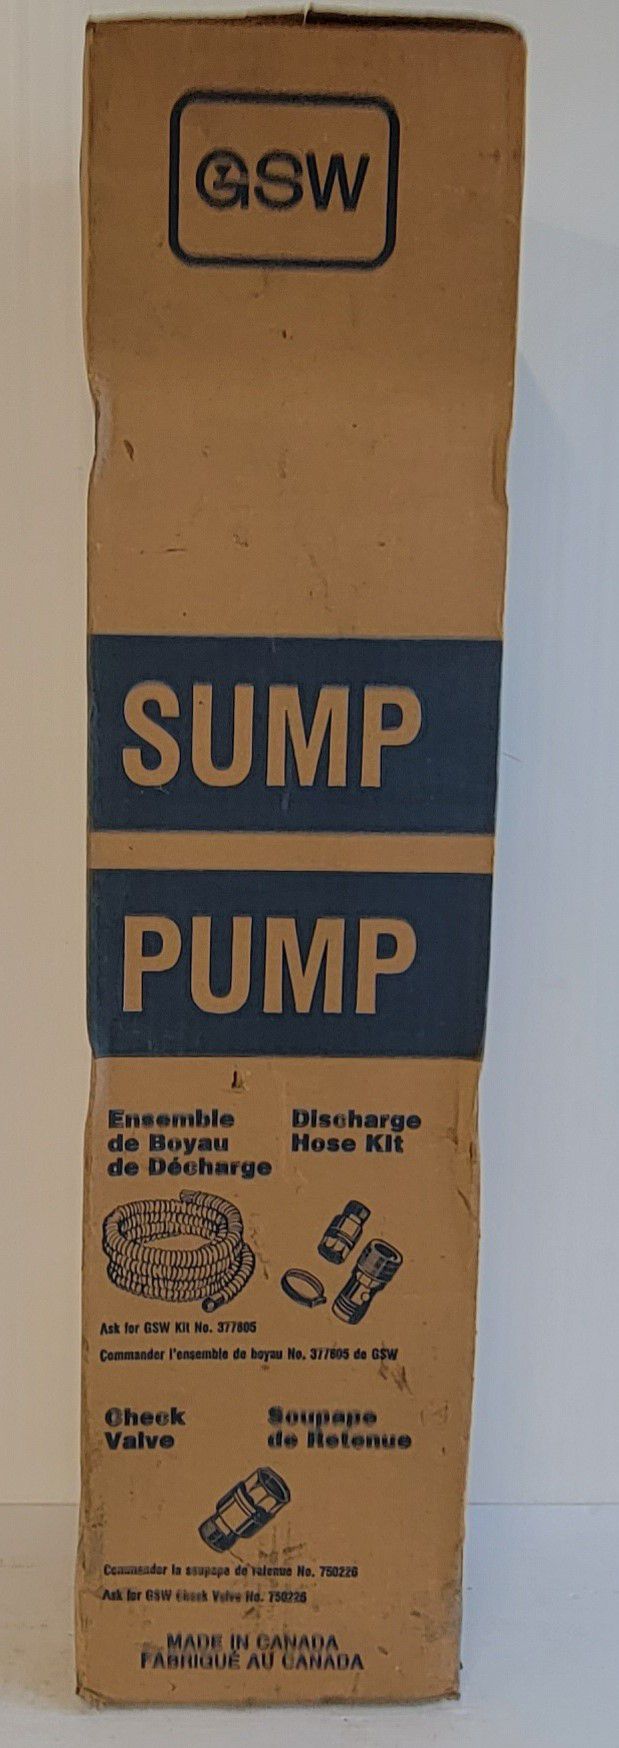 GSW
SUMP
PUMP
Ensemble
de Boyau
de Décharge
Discharge
Hose Kit
Ask for GSW Kit No. 377605
Commander l'ensemble de boyau No. 377605 de GSW
Check
Valve
Soupape
de Retenue
Commander la soupape de retenue No. 750226
Ask for GSW Check Valve No. 750226
MADE IN CANADA
FABRIQUÉ AU CANADA